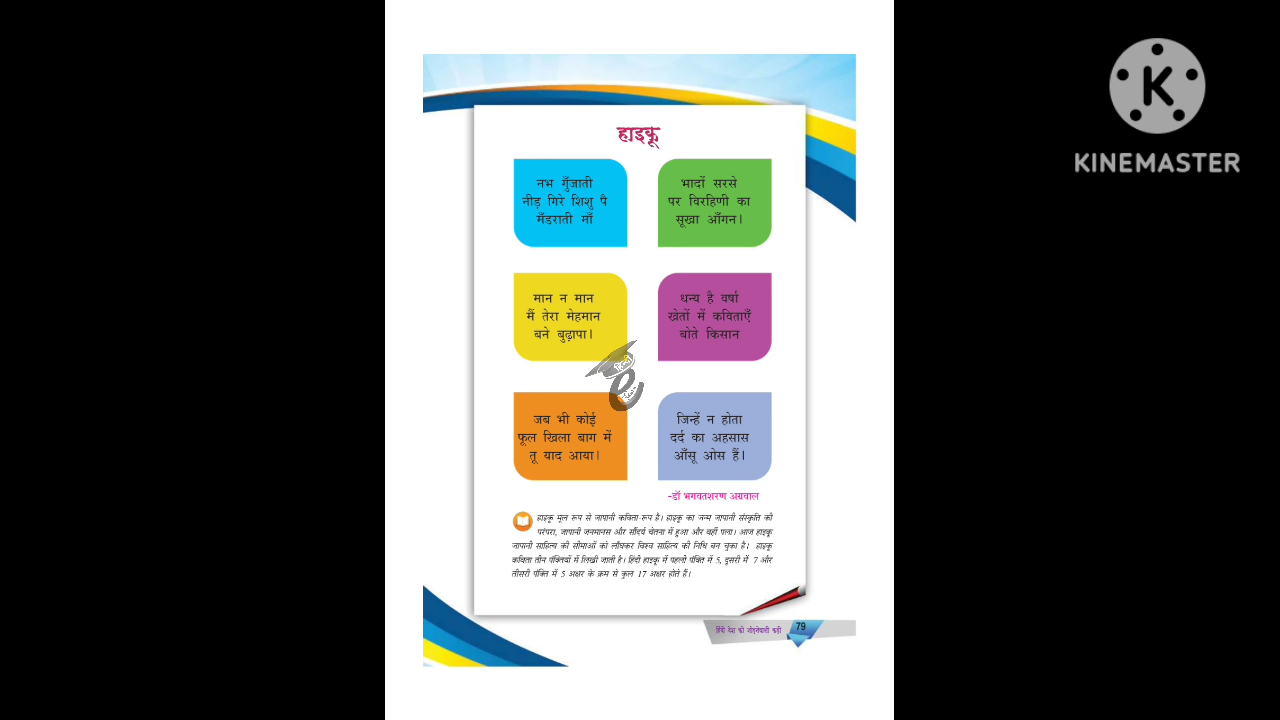 हाइकू
नभ गुँजाती
नीड़ गिरे शिशु पै
मँडराती माँ
भादों सरसे
पर विरहिणी का
सूखा आँगन।
मान न मान
मैं तेरा मेहमान
बने बुढ़ापा।
धन्य है वर्षा
खेतों में कविताएँ
बोते किसान
जब भी कोई
फूल खिला बाग में
तू याद आया।
जिन्हें न होता
दर्द का अहसास
आँसू ओस हैं।
-डॉ भगवतशरण अग्रवाल
हाइकू मूल रूप से जापानी कविता-रूप है। हाइकू का जन्म जापानी संस्कृति की
परंपरा, जापानी जनमानस और सौंदर्य चेतना में हुआ और वहीं पला। आज हाइकू
जापानी साहित्य की सीमाओं को लाँघकर विश्व साहित्य की निधि बन चुका है। हाइकू
कविता तीन पंक्तियों में लिखी जाती है। हिंदी हाइकू में पहली पंक्ति में 5, दुसरी में 7 और
तीसरी पंक्ति में 5 अक्षर के क्रम से कुल 17 अक्षर होते हैं।
हिंदी देश को जोड़नेवाली कड़ी
79
K
KINEMASTER